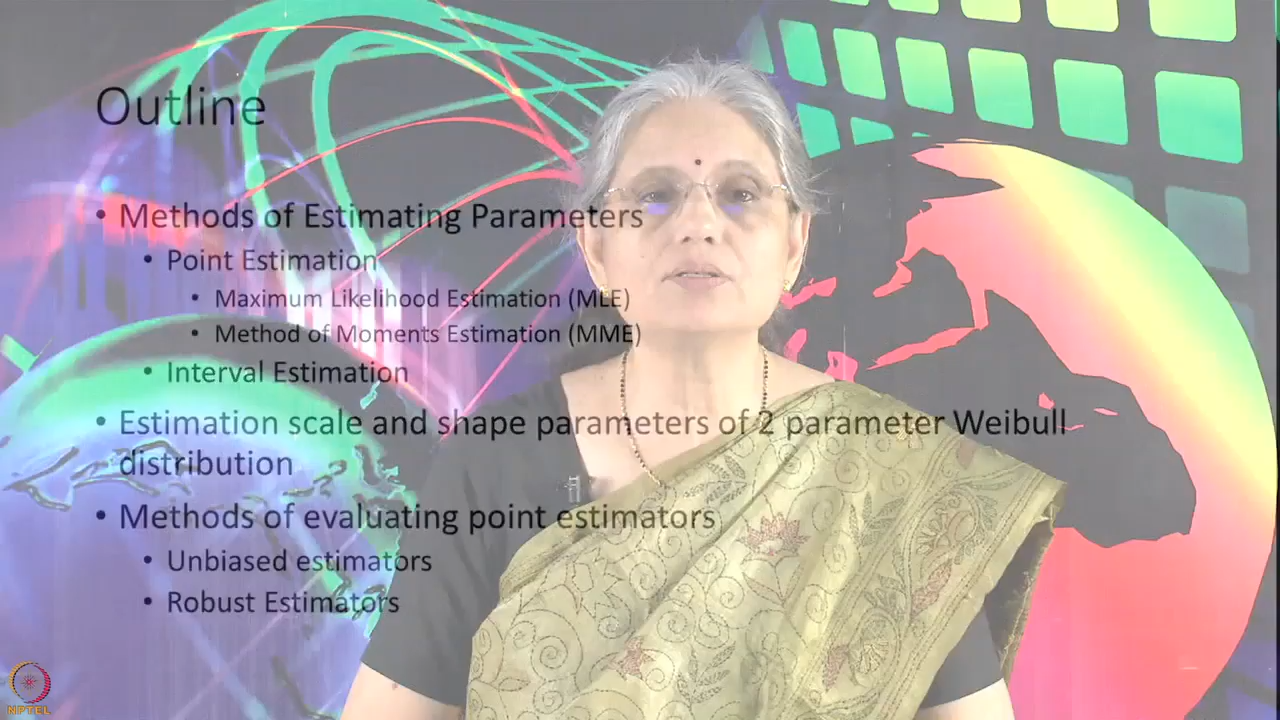 Outline
• Methods of Estimating Parameters
• Point Estimation
• Maximum Likelihood Estimation (MLE)
• Method of Moments Estimation (MME)
• Interval Estimation
• Estimation scale and shape parameters of 2 parameter Weibull
distribution
• Methods of evaluating point estimators
• Unbiased estimators
• Robust Estimators
NPTEL